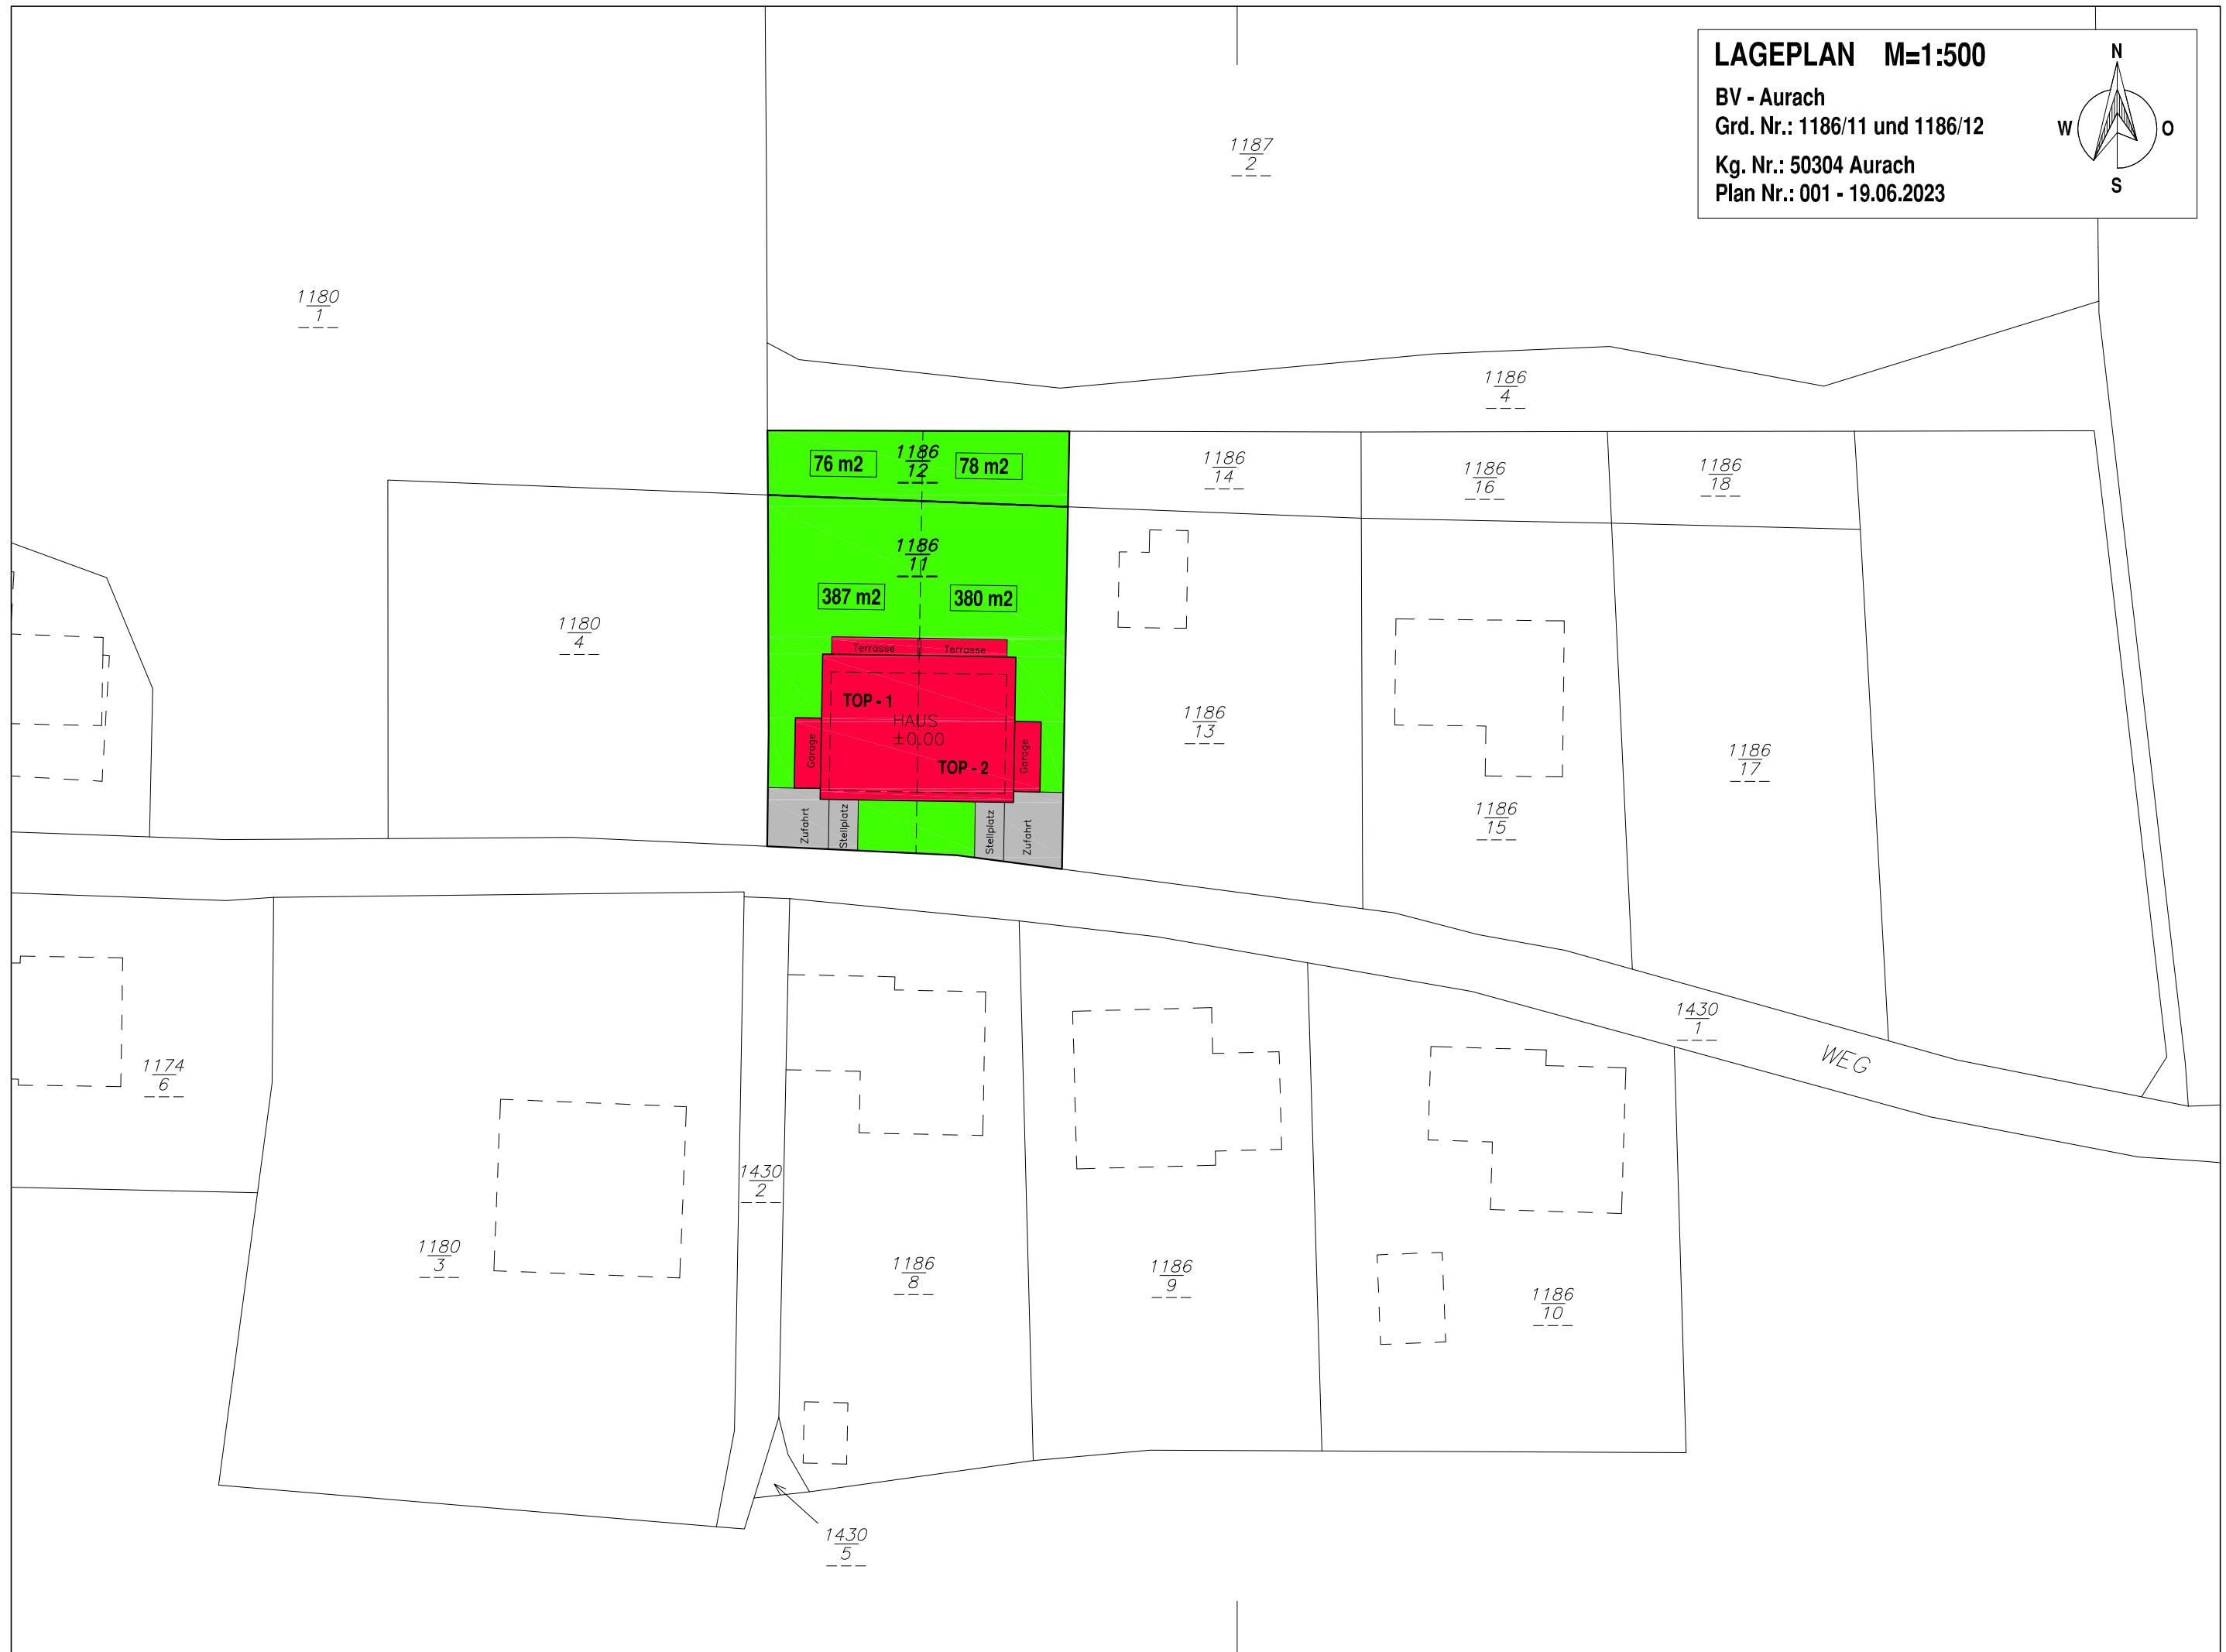 LAGEPLAN M=1:500
BV - Aurach
Grd. Nr.: 1186/11 und 1186/12
Kg. Nr.: 50304 Aurach
Plan Nr.: 001 - 19.06.2023
N
W
O
S
1187
2
1180
1
1186
4
76 m2
1186
12
78 m2
1186
14
1186
16
1186
18
1186
11
387 m2
380 m2
1180
4
Terrasse
Terrasse
TOP - 1
HAUS
±0.00
TOP - 2
Garage
Garage
Zufahrt
Stellplatz
Stellplatz
Zufahrt
1186
13
1186
15
1186
17
1430
1
WEG
1174
6
1430
2
1180
3
1186
8
1186
9
1186
10
1430
5